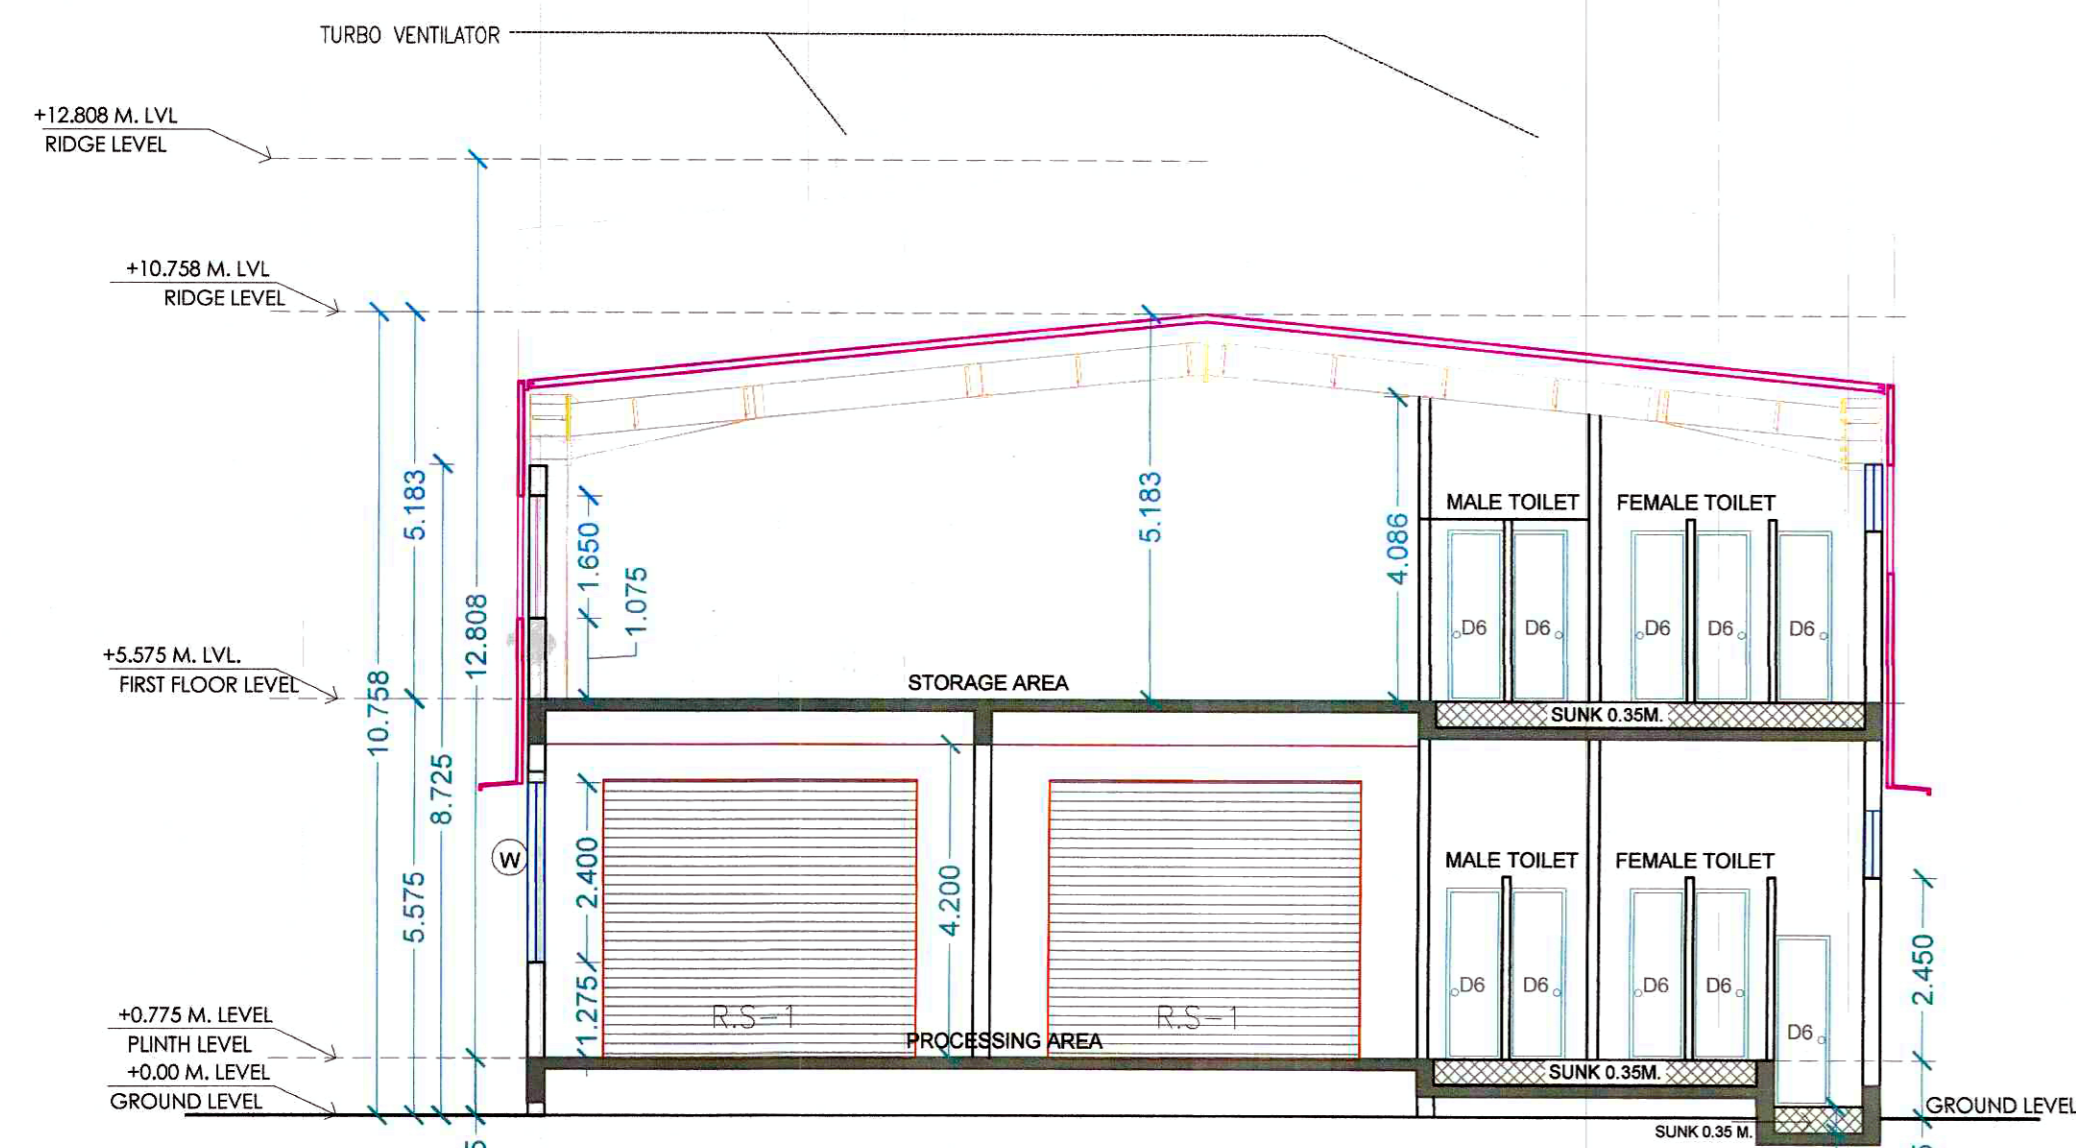 TURBO VENTILATOR
+12.808 M. LVL
RIDGE LEVEL
+10.758 M. LVL
RIDGE LEVEL
5.183
5.183
MALE TOILET
FEMALE TOILET
1.650
4.086
1.075
12.808
D6
D6
D6
D6
D6
+5.575 M. LVL.
FIRST FLOOR LEVEL
STORAGE AREA
10.758
SUNK 0.35M.
8.725
W
2.400
MALE TOILET
FEMALE TOILET
5.575
4.200
2.450
1.275
D6
D6
D6
D6
D6
R.S-1
R.S-1
+0.775 M. LEVEL
PLINTH LEVEL
PROCESSING AREA
+0.00 M. LEVEL
GROUND LEVEL
SUNK 0.35M.
GROUND LEVEL
SUNK 0.35 M.